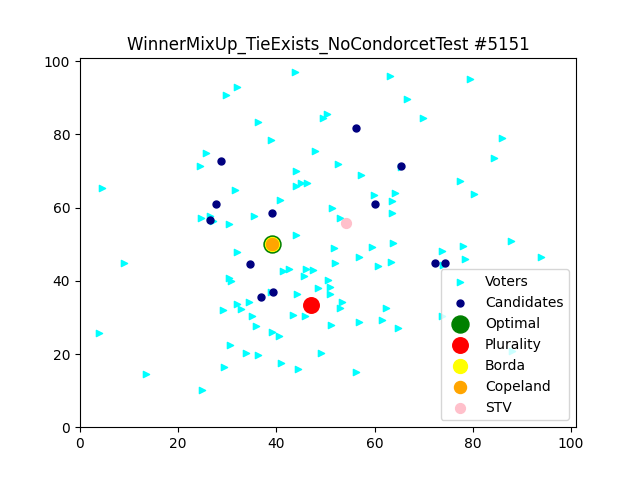 WinnerMixUp_TieExists_NoCondorcetTest #5151
100
80
60
40
20
0
0
20
40
60
80
100
Voters
Candidates
Optimal
Plurality
Borda
Copeland
STV